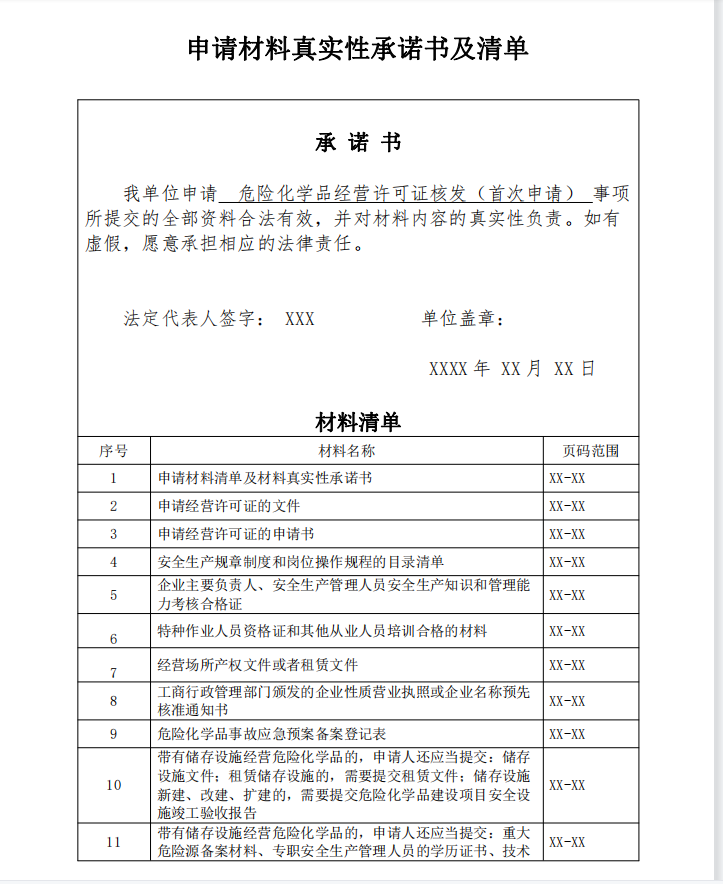 申请材料真实性承诺书及清单
承 诺 书
我单位申请 危险化学品经营许可证核发（首次申请） 事项
所提交的全部资料合法有效，并对材料内容的真实性负责。如有
虚假，愿意承担相应的法律责任。
法定代表人签字： XXX 单位盖章：
XXXX 年 XX 月 XX 日
材料清单
序号 材料名称 页码范围
1 申请材料清单及材料真实性承诺书 XX-XX
2 申请经营许可证的文件 XX-XX
3 申请经营许可证的申请书 XX-XX
4 安全生产规章制度和岗位操作规程的目录清单 XX-XX
5 企业主要负责人、安全生产管理人员安全生产知识和管理能
力考核合格证 XX-XX
6 特种作业人员资格证和其他从业人员培训合格的材料 XX-XX
7 经营场所产权文件或者租赁文件 XX-XX
8 工商行政管理部门颁发的企业性质营业执照或企业名称预先
核准通知书 XX-XX
9 危险化学品事故应急预案备案登记表 XX-XX
10 带有储存设施经营危险化学品的，申请人还应当提交：储存
设施文件；租赁储存设施的，需要提交租赁文件；储存设施
新建、改建、扩建的，需要提交危险化学品建设项目安全设
施竣工验收报告 XX-XX
11 带有储存设施经营危险化学品的，申请人还应当提交：重大
危险源备案材料、专职安全生产管理人员的学历证书、技术 XX-XX